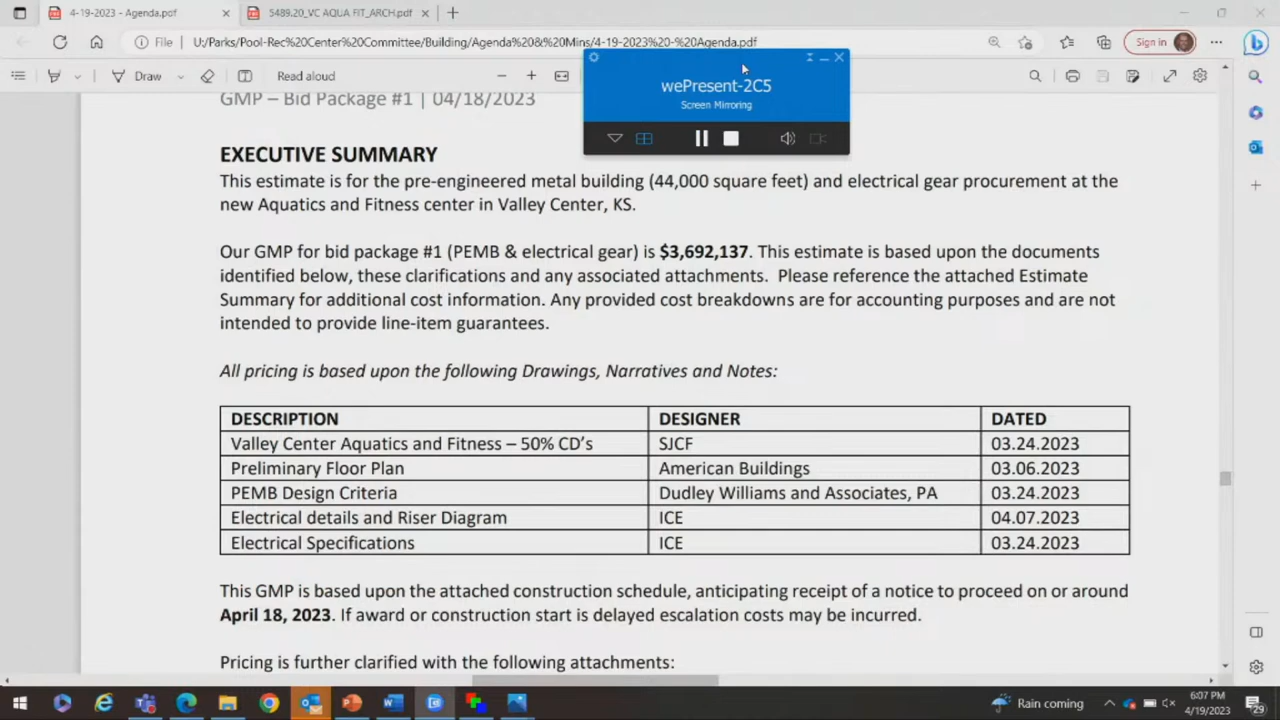 4-19-2023 - Agenda.pdf
5489.20_VC AQUA FIT_ARCH.pdf
File
U:/Parks/Pool-Rec%20Center%20Committee/Building/Agenda%20&%20Mins/4-19-2023%20-%20Agenda.pdf
Sign in
Draw
Read aloud
wePresent-2C5
Screen Mirroring
GMP – Bid Package #1 | 04/18/2023
EXECUTIVE SUMMARY
This estimate is for the pre-engineered metal building (44,000 square feet) and electrical gear procurement at the
new Aquatics and Fitness center in Valley Center, KS.
Our GMP for bid package #1 (PEMB & electrical gear) is $3,692,137. This estimate is based upon the documents
identified below, these clarifications and any associated attachments. Please reference the attached Estimate
Summary for additional cost information. Any provided cost breakdowns are for accounting purposes and are not
intended to provide line-item guarantees.
All pricing is based upon the following Drawings, Narratives and Notes:
DESCRIPTION DESIGNER DATED
Valley Center Aquatics and Fitness – 50% CD’s SJCF 03.24.2023
Preliminary Floor Plan American Buildings 03.06.2023
PEMB Design Criteria Dudley Williams and Associates, PA 03.24.2023
Electrical details and Riser Diagram ICE 04.07.2023
Electrical Specifications ICE 03.24.2023
This GMP is based upon the attached construction schedule, anticipating receipt of a notice to proceed on or around
April 18, 2023. If award or construction start is delayed escalation costs may be incurred.
Pricing is further clarified with the following attachments:
Rain coming
6:07 PM
4/19/2023
29